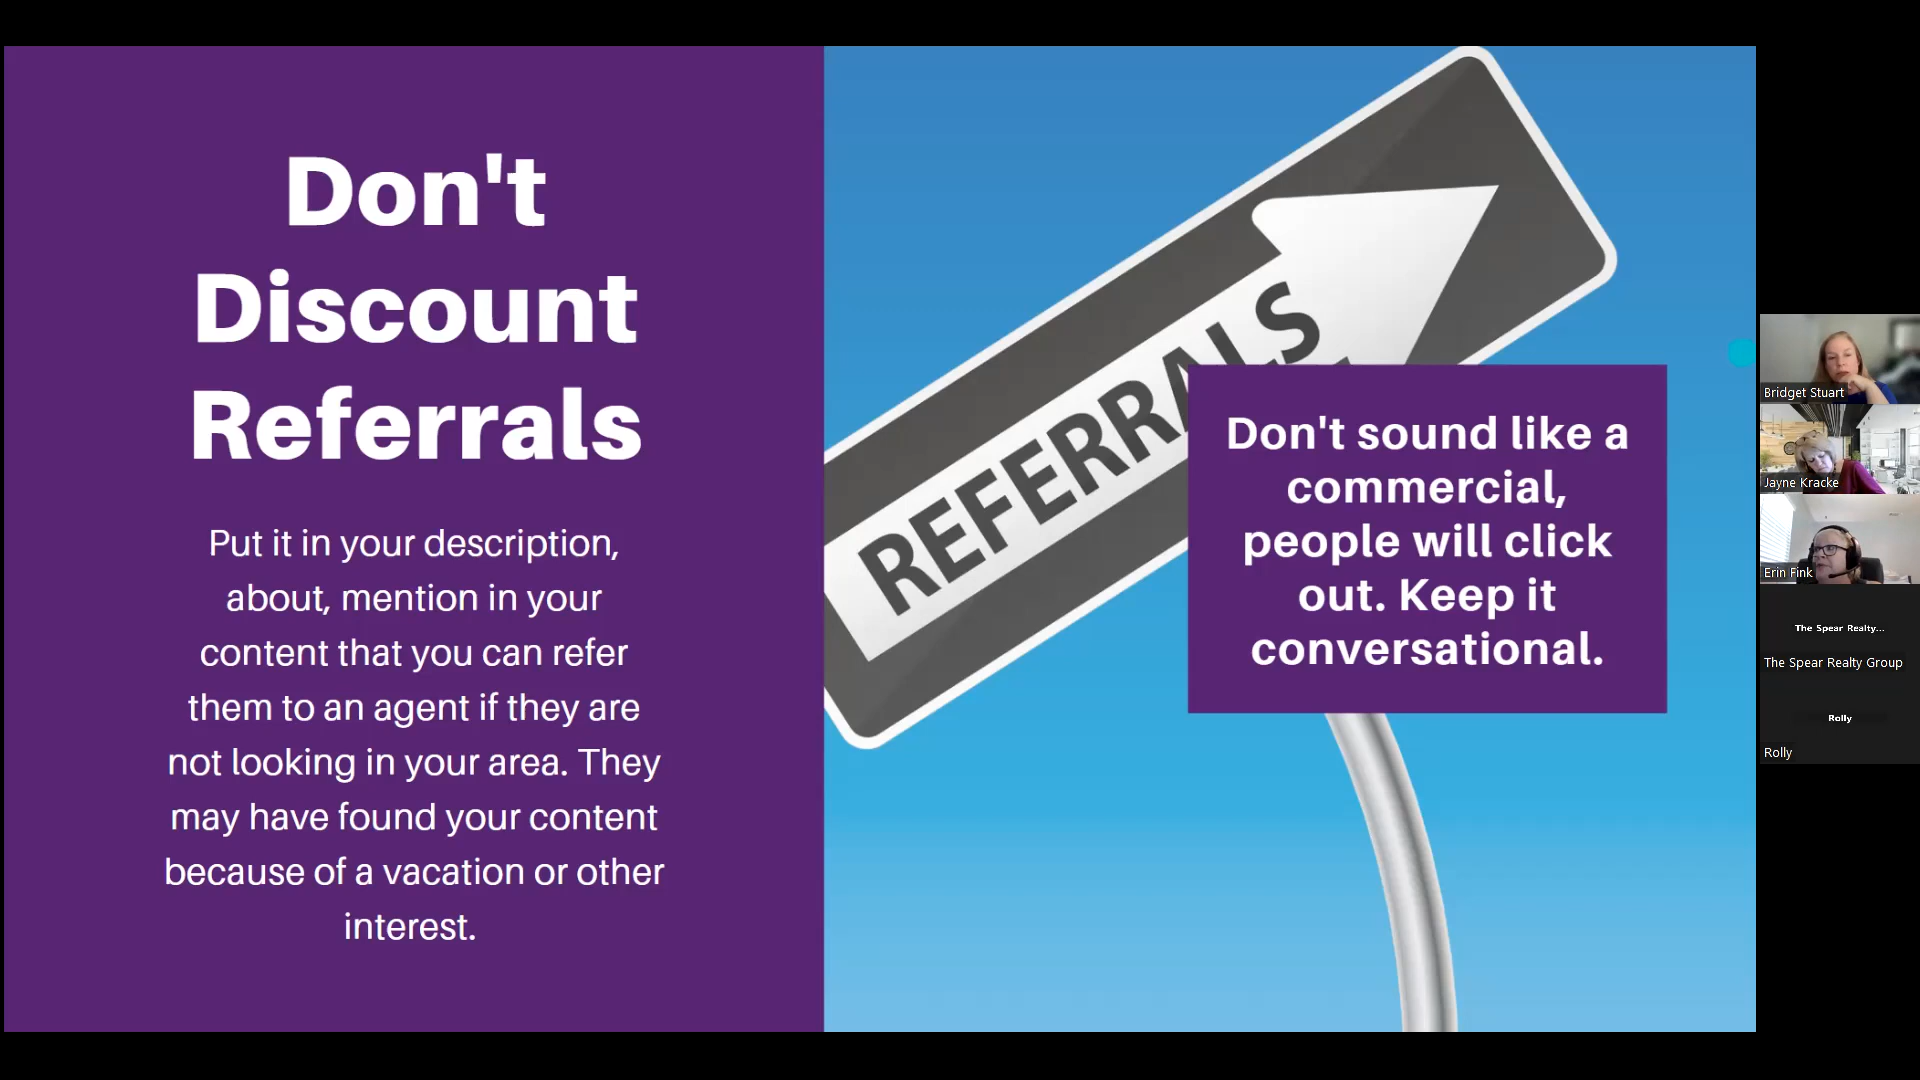 Don't
Discount
Referrals
Put it in your description,
about, mention in your
content that you can refer
them to an agent if they are
not looking in your area. They
may have found your content
because of a vacation or other
interest.
REFERRALS
Don't sound like a
commercial,
people will click
out. Keep it
conversational.
Bridget Stuart
Jayne Kracke
Erin Fink
The Spear Realty...
The Spear Realty Group
Rolly
Rolly